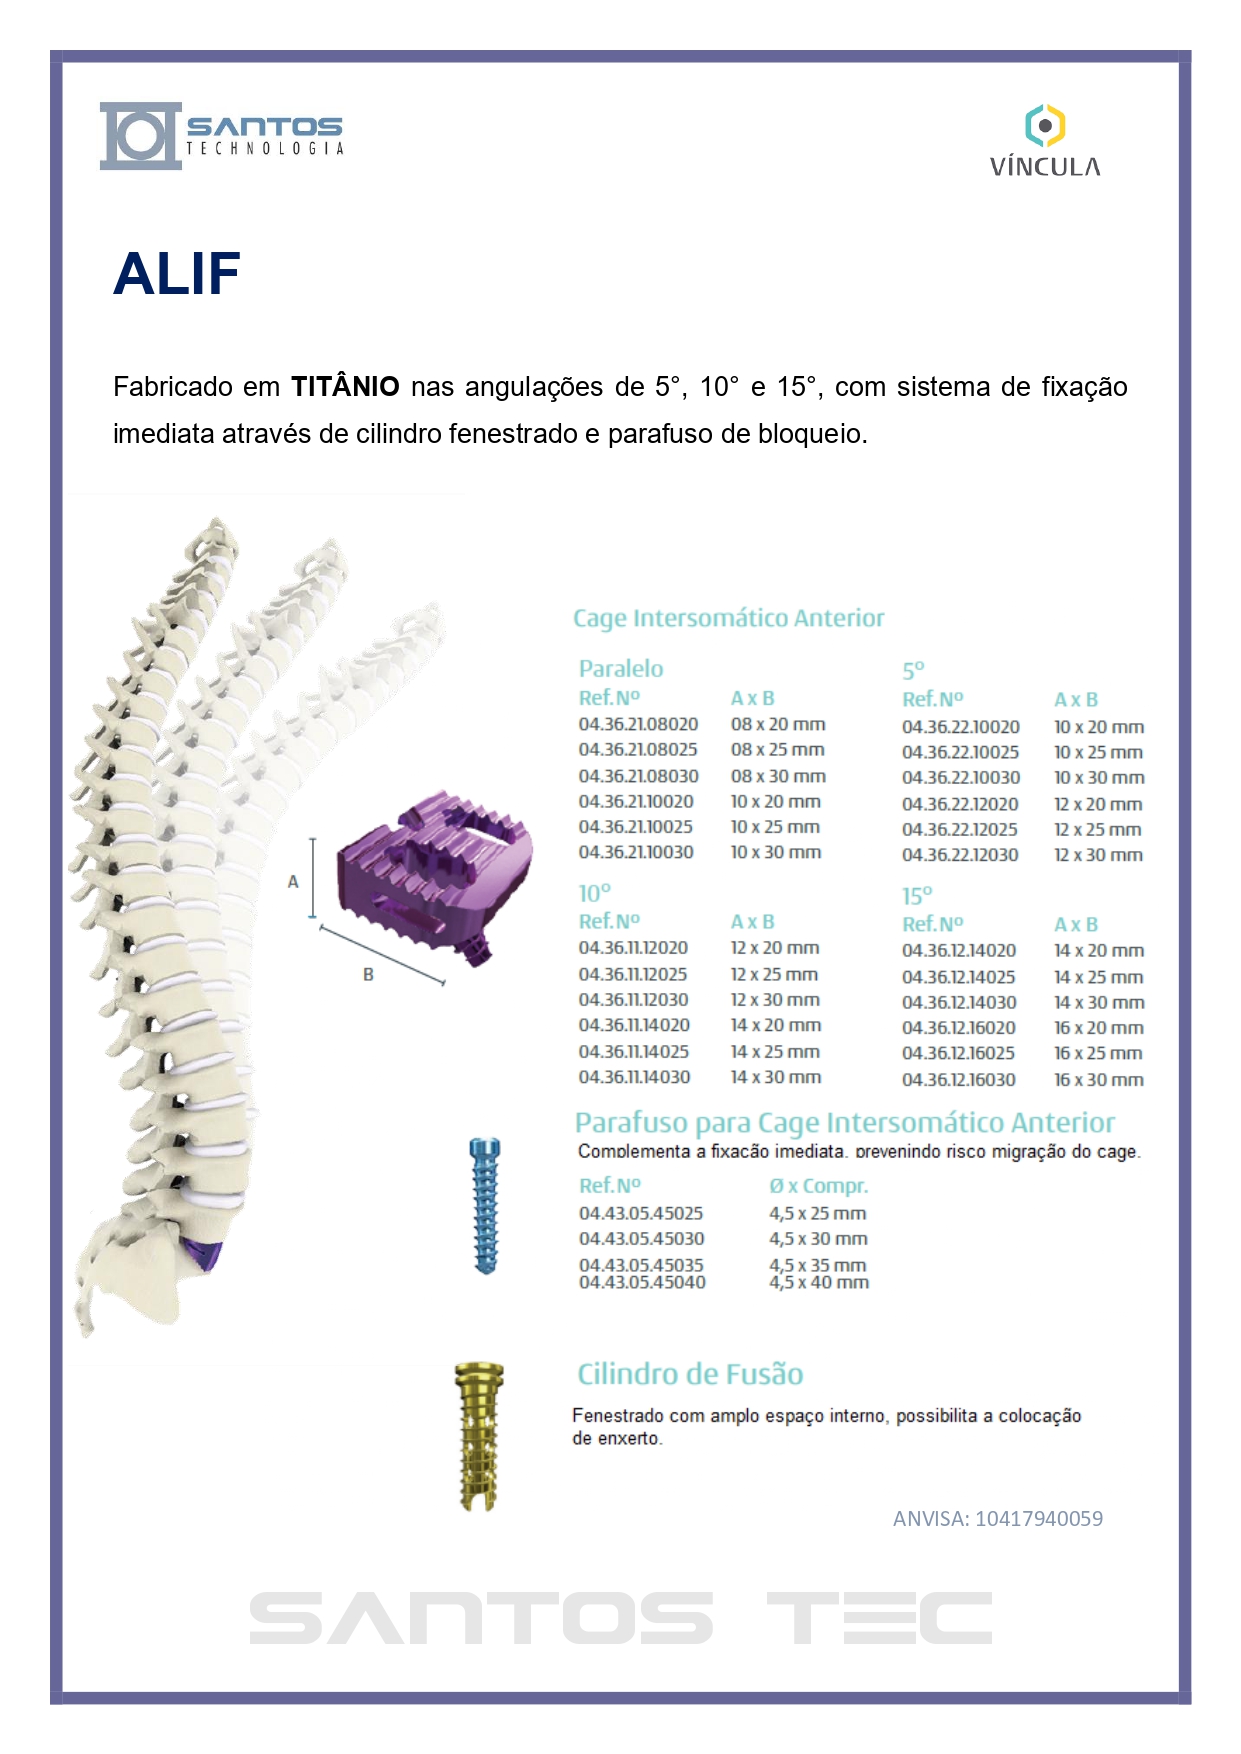 SANTOS
TECHNOLOGIA
VÍNCULA
ALIF
Fabricado em TITÂNIO nas angulações de 5°, 10° e 15°, com sistema de fixação
imediata através de cilindro fenestrado e parafuso de bloqueio.
Cage Intersomático Anterior
Paralelo
Ref.Nº A x B
04.36.21.08020 08 x 20 mm
04.36.21.08025 08 x 25 mm
04.36.21.08030 08 x 30 mm
04.36.21.10020 10 x 20 mm
04.36.21.10025 10 x 25 mm
04.36.21.10030 10 x 30 mm
5º
Ref.Nº A x B
04.36.22.10020 10 x 20 mm
04.36.22.10025 10 x 25 mm
04.36.22.10030 10 x 30 mm
04.36.22.12020 12 x 20 mm
04.36.22.12025 12 x 25 mm
04.36.22.12030 12 x 30 mm
A
B
10º
Ref.Nº A x B
04.36.11.12020 12 x 20 mm
04.36.11.12025 12 x 25 mm
04.36.11.12030 12 x 30 mm
04.36.11.14020 14 x 20 mm
04.36.11.14025 14 x 25 mm
04.36.11.14030 14 x 30 mm
15º
Ref.Nº A x B
04.36.12.14020 14 x 20 mm
04.36.12.14025 14 x 25 mm
04.36.12.14030 14 x 30 mm
04.36.12.16020 16 x 20 mm
04.36.12.16025 16 x 25 mm
04.36.12.16030 16 x 30 mm
Parafuso para Cage Intersomático Anterior
Complementa a fixação imediata, prevenindo risco migração do cage.
Ref.Nº Ø x Compr.
04.43.05.45025 4,5 x 25 mm
04.43.05.45030 4,5 x 30 mm
04.43.05.45035 4,5 x 35 mm
04.43.05.45040 4,5 x 40 mm
Cilindro de Fusão
Fenestrado com amplo espaço interno, possibilita a colocação
de enxerto.
ANVISA: 10417940059
SANTOS TEC